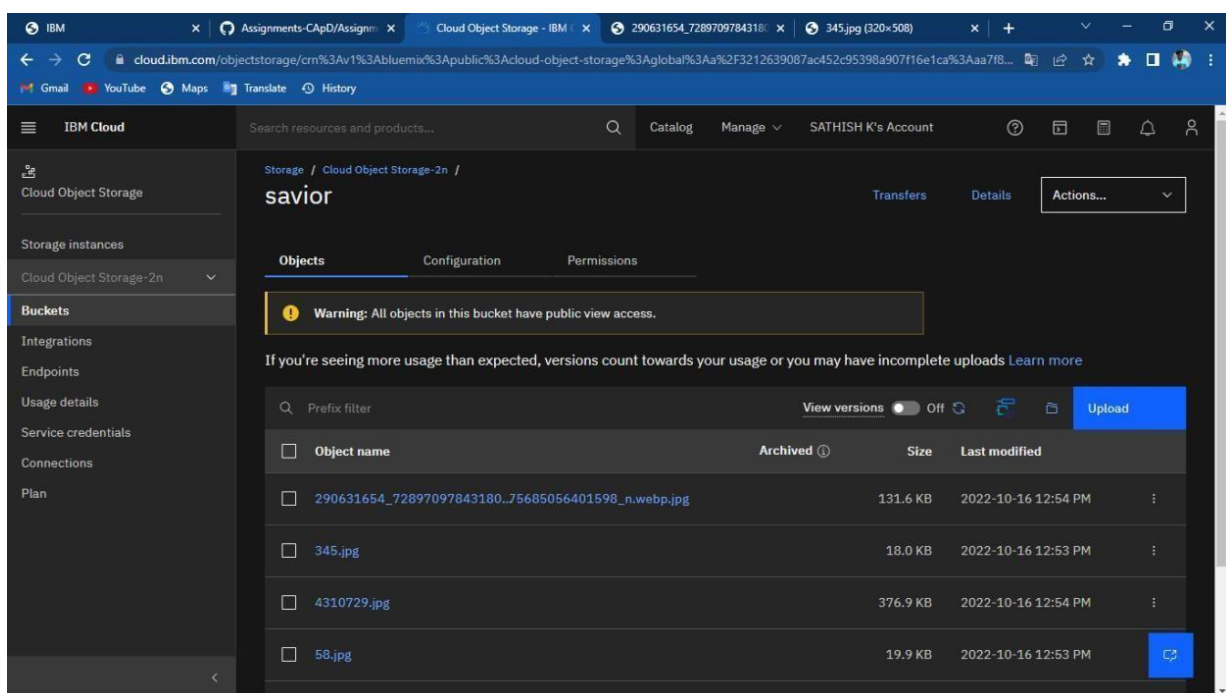 IBM
Assignments-CApD/Assignm
Cloud Object Storage - IBM C
290631654_7289709784318
345.jpg (320×508)
cloud.ibm.com/objectstorage/crn%3Av1%3Abluemix%3Apublic%3Acloud-object-storage%3Aglobal%3Aa%2F3212639087ac452c95398a907f16e1ca%3Aaa7f8...
Gmail YouTube Maps Translate History
IBM Cloud
Search resources and products...
Catalog Manage SATHISH K's Account
Cloud Object Storage
Storage instances
Cloud Object Storage-2n
Buckets
Integrations
Endpoints
Usage details
Service credentials
Connections
Plan
Storage / Cloud Object Storage-2n /
savior
Transfers Details Actions...
Objects Configuration Permissions
Warning: All objects in this bucket have public view access.
If you're seeing more usage than expected, versions count towards your usage or you may have incomplete uploads Learn more
Prefix filter View versions Off Upload
Object name Archived Size Last modified
290631654_72897097843180..75685056401598_n.webp.jpg 131.6 KB 2022-10-16 12:54 PM
345.jpg 18.0 KB 2022-10-16 12:53 PM
4310729.jpg 376.9 KB 2022-10-16 12:54 PM
58.jpg 19.9 KB 2022-10-16 12:53 PM